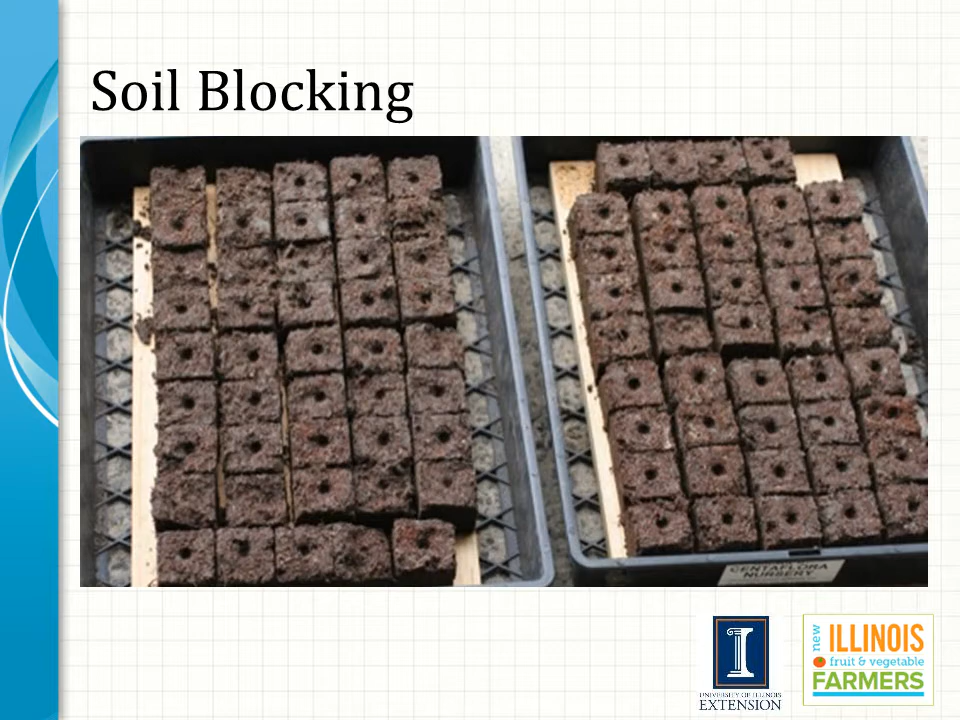 Soil Blocking
CENTAFLORA
NURSERY
I
UNIVERSITY OF ILLINOIS
EXTENSION
new
ILLINOIS
fruit & vegetable
FARMERS